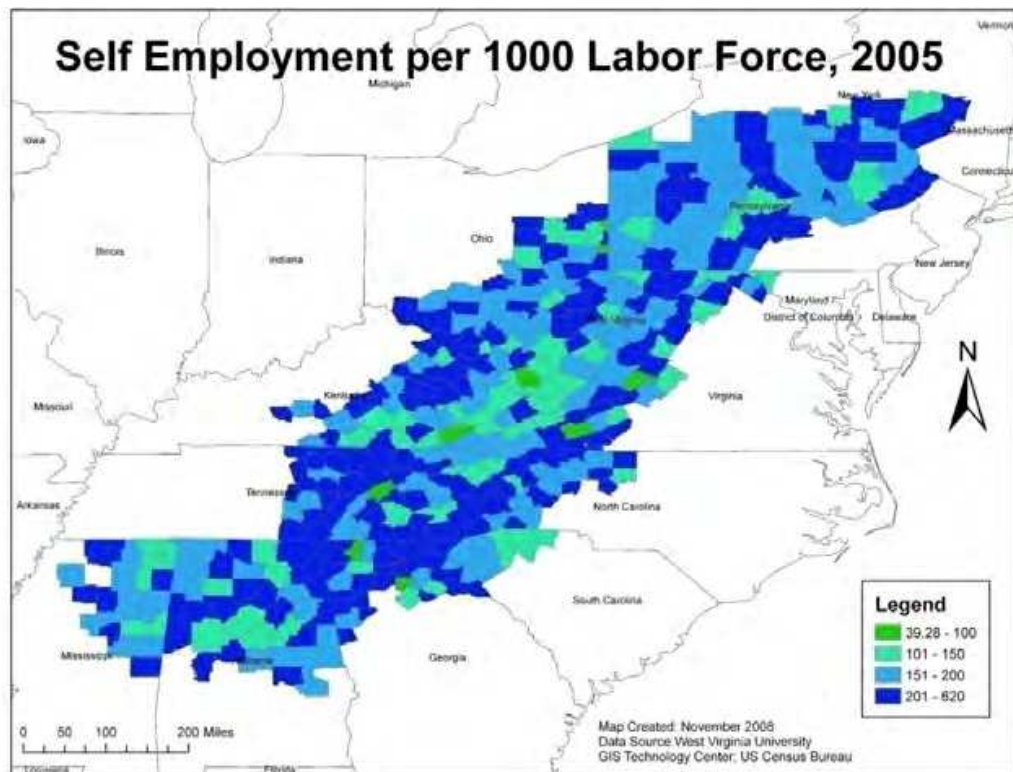 Self Employment per 1000 Labor Force, 2005
Vermont
Michigan
New York
Iowa
Massachusetts
Connecticut
Pennsylvania
Ohio
Illinois
Indiana
New Jersey
Maryland
District of Columbia
Delaware
N
Missouri
Virginia
Tennessee
Arkansas
North Carolina
South Carolina
Mississippi
Georgia
Legend
39.28 - 100
101 - 150
151 - 200
201 - 620
0 50 100 200 Miles
Map Created: November 2008
Data Source:West Virginia University
GIS Technology Center; US Census Bureau
Florida